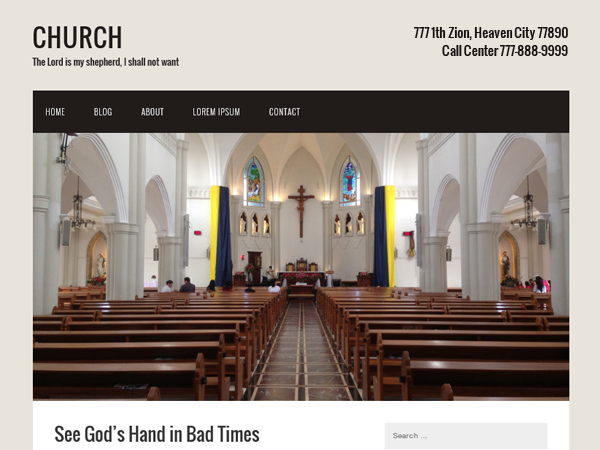 CHURCH
The Lord is my shepherd, I shall not want
777 1th Zion, Heaven City 77890
Call Center 777-888-9999
HOME
BLOG
ABOUT
LOREM IPSUM
CONTACT
See God's Hand in Bad Times
Search ...